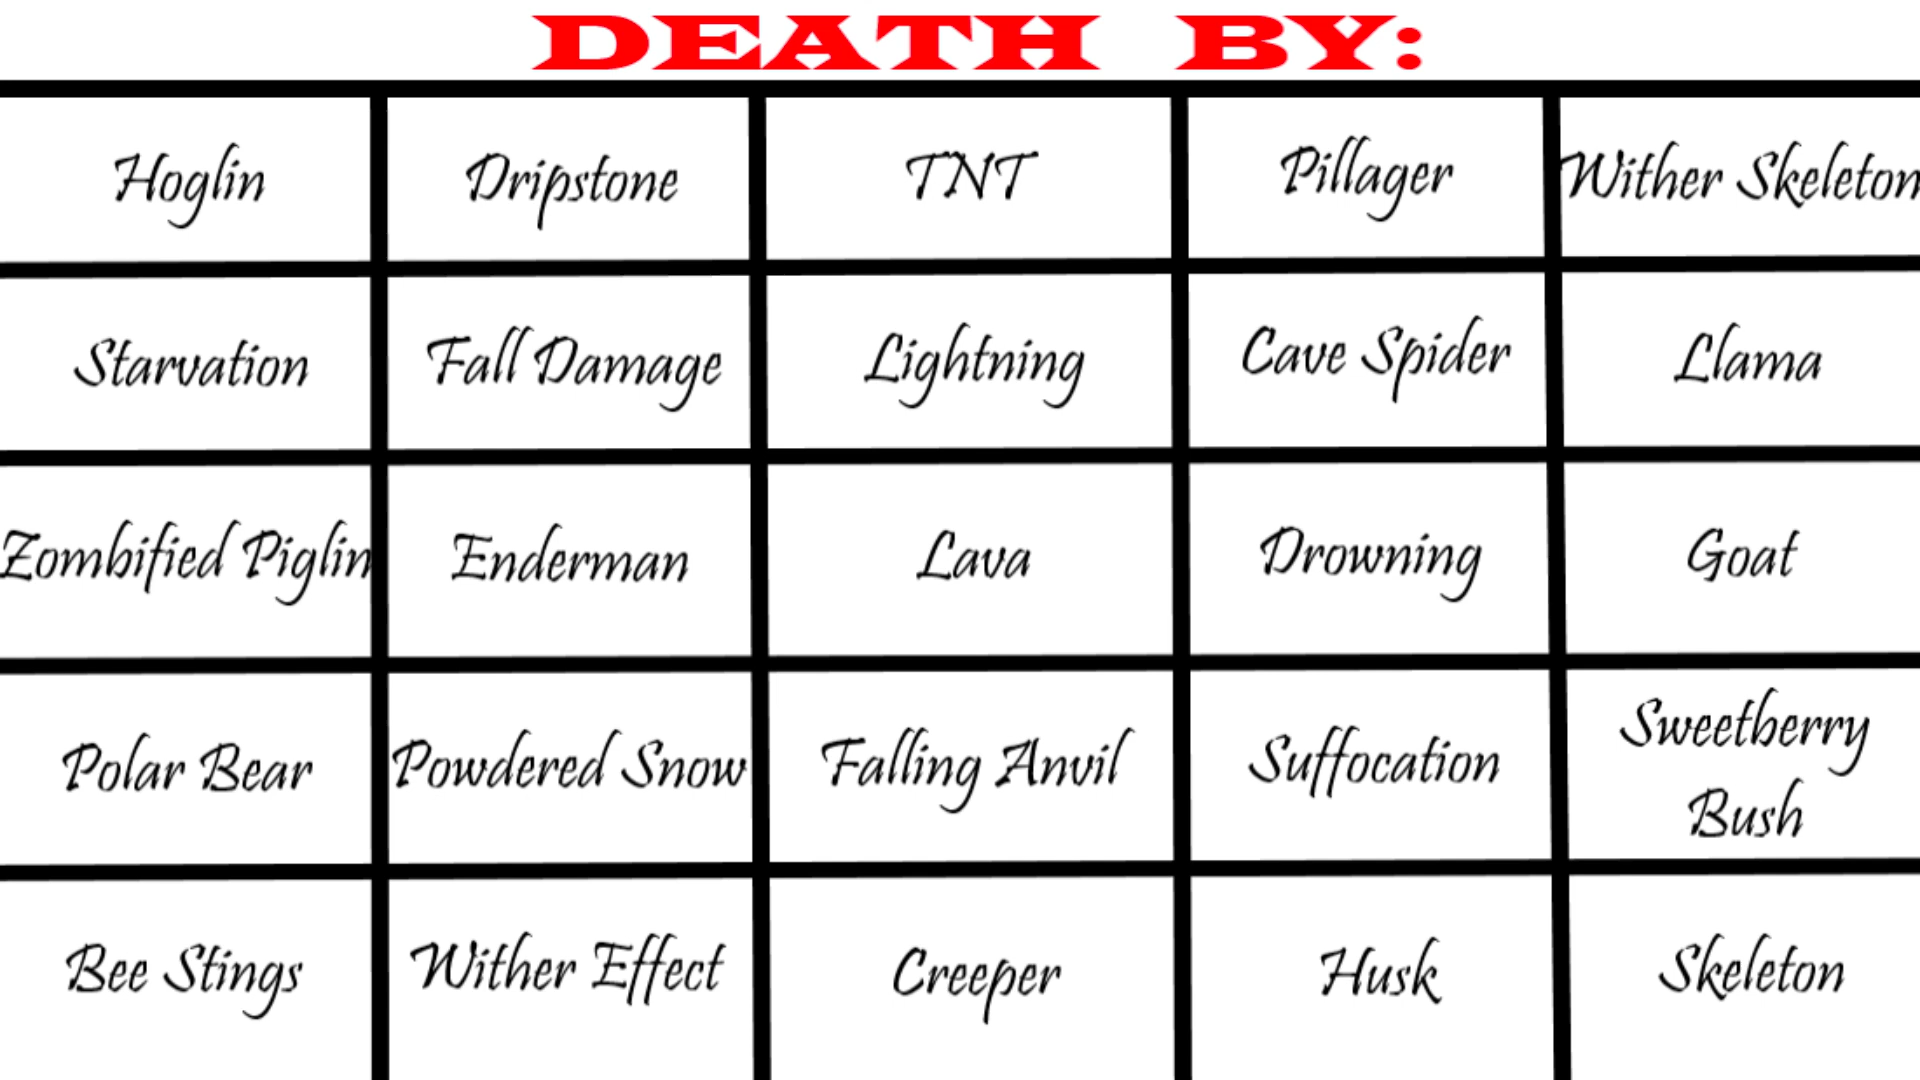 DEATH BY:
Hoglin
Dripstone
TNT
Pillager
Wither Skeleton
Starvation
Fall Damage
Lightning
Cave Spider
Llama
Zombified Piglin
Enderman
Lava
Drowning
Goat
Polar Bear
Powdered Snow
Falling Anvil
Suffocation
Sweetberry
Bush
Bee Stings
Wither Effect
Creeper
Husk
Skeleton